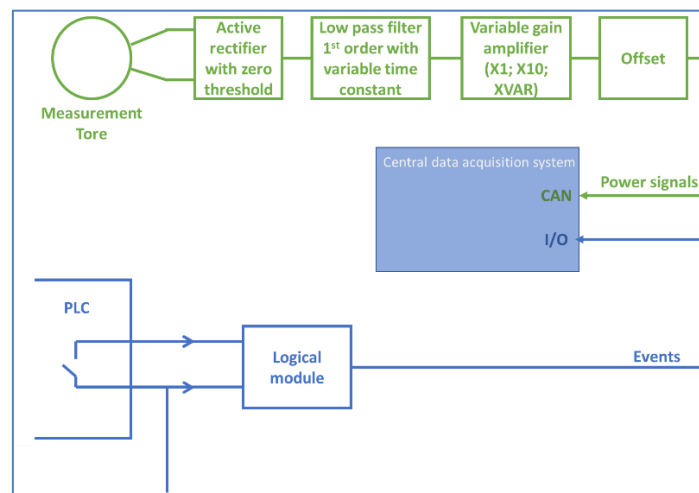 Active
rectifier
with zero
threshold
Low pass filter
1st order with
variable time
constant
Variable gain
amplifier
(X1; X10;
XVAR)
Offset
Measurement
Tore
Central data acquisition system
Power signals
CAN
I/O
PLC
Logical
module
Events